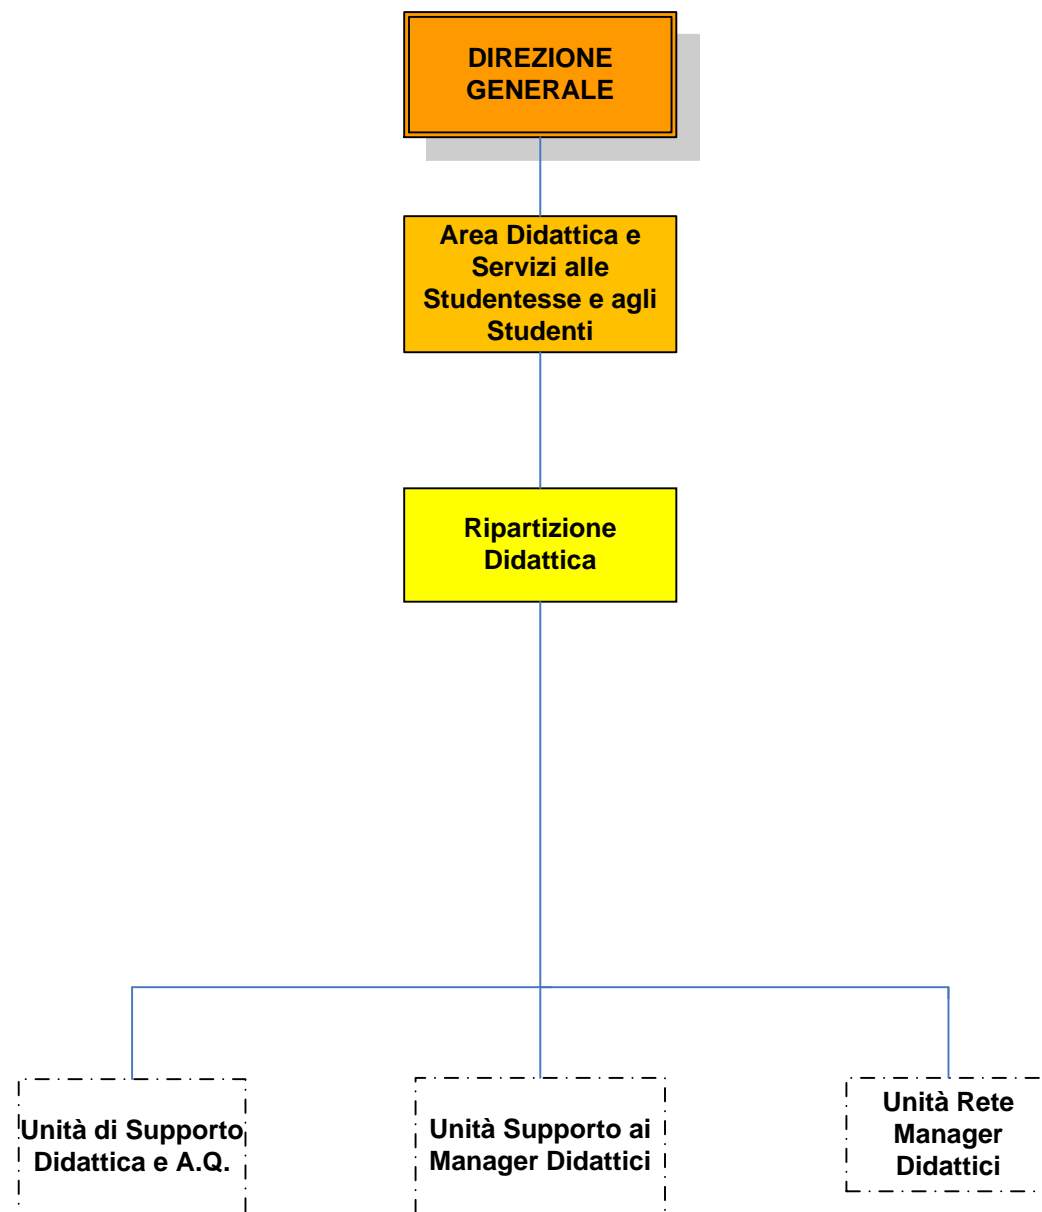 DIREZIONE
GENERALE
Area Didattica e
Servizi alle
Studentesse e agli
Studenti
Ripartizione
Didattica
Unità di Supporto
Didattica e A.Q.
Unità Supporto ai
Manager Didattici
Unità Rete
Manager
Didattici